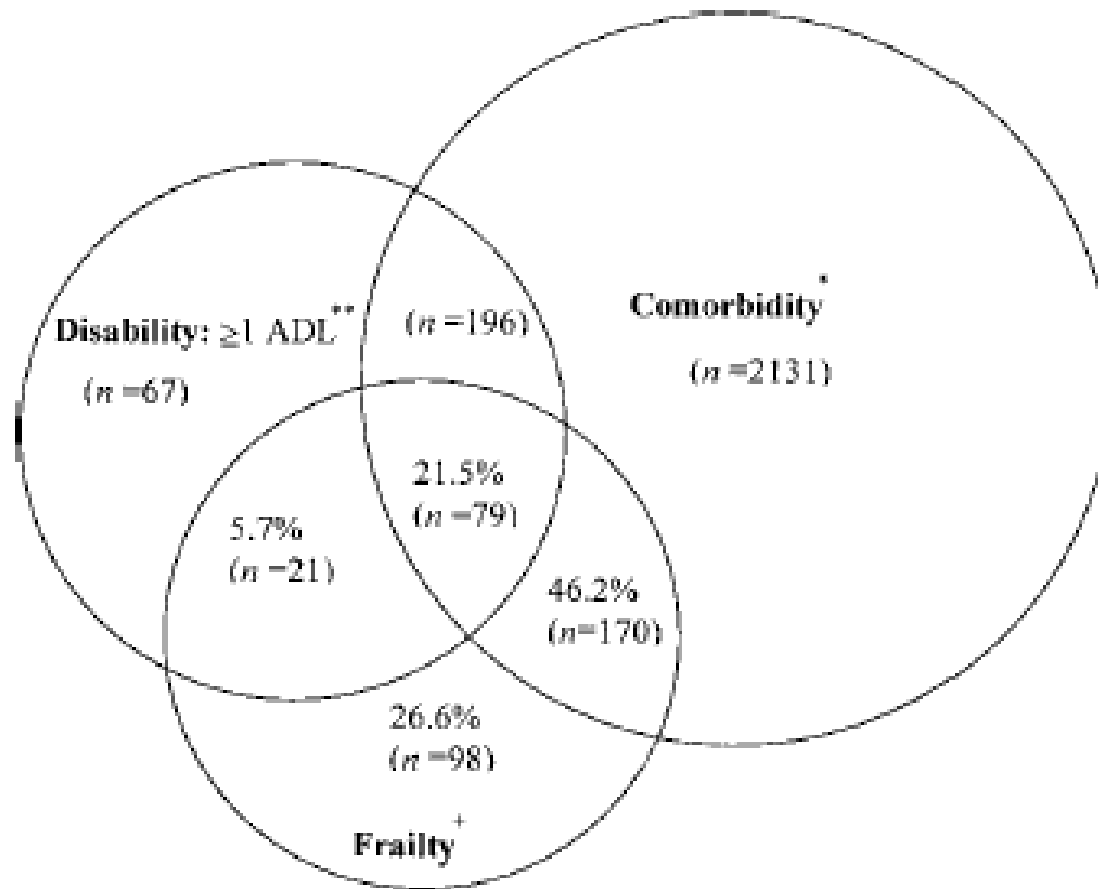 Comorbidity*
(n =2131)
Disability: ≥1 ADL**
(n =67)
(n =196)
21.5%
(n =79)
5.7%
(n =21)
46.2%
(n=170)
26.6%
(n =98)
Frailty+